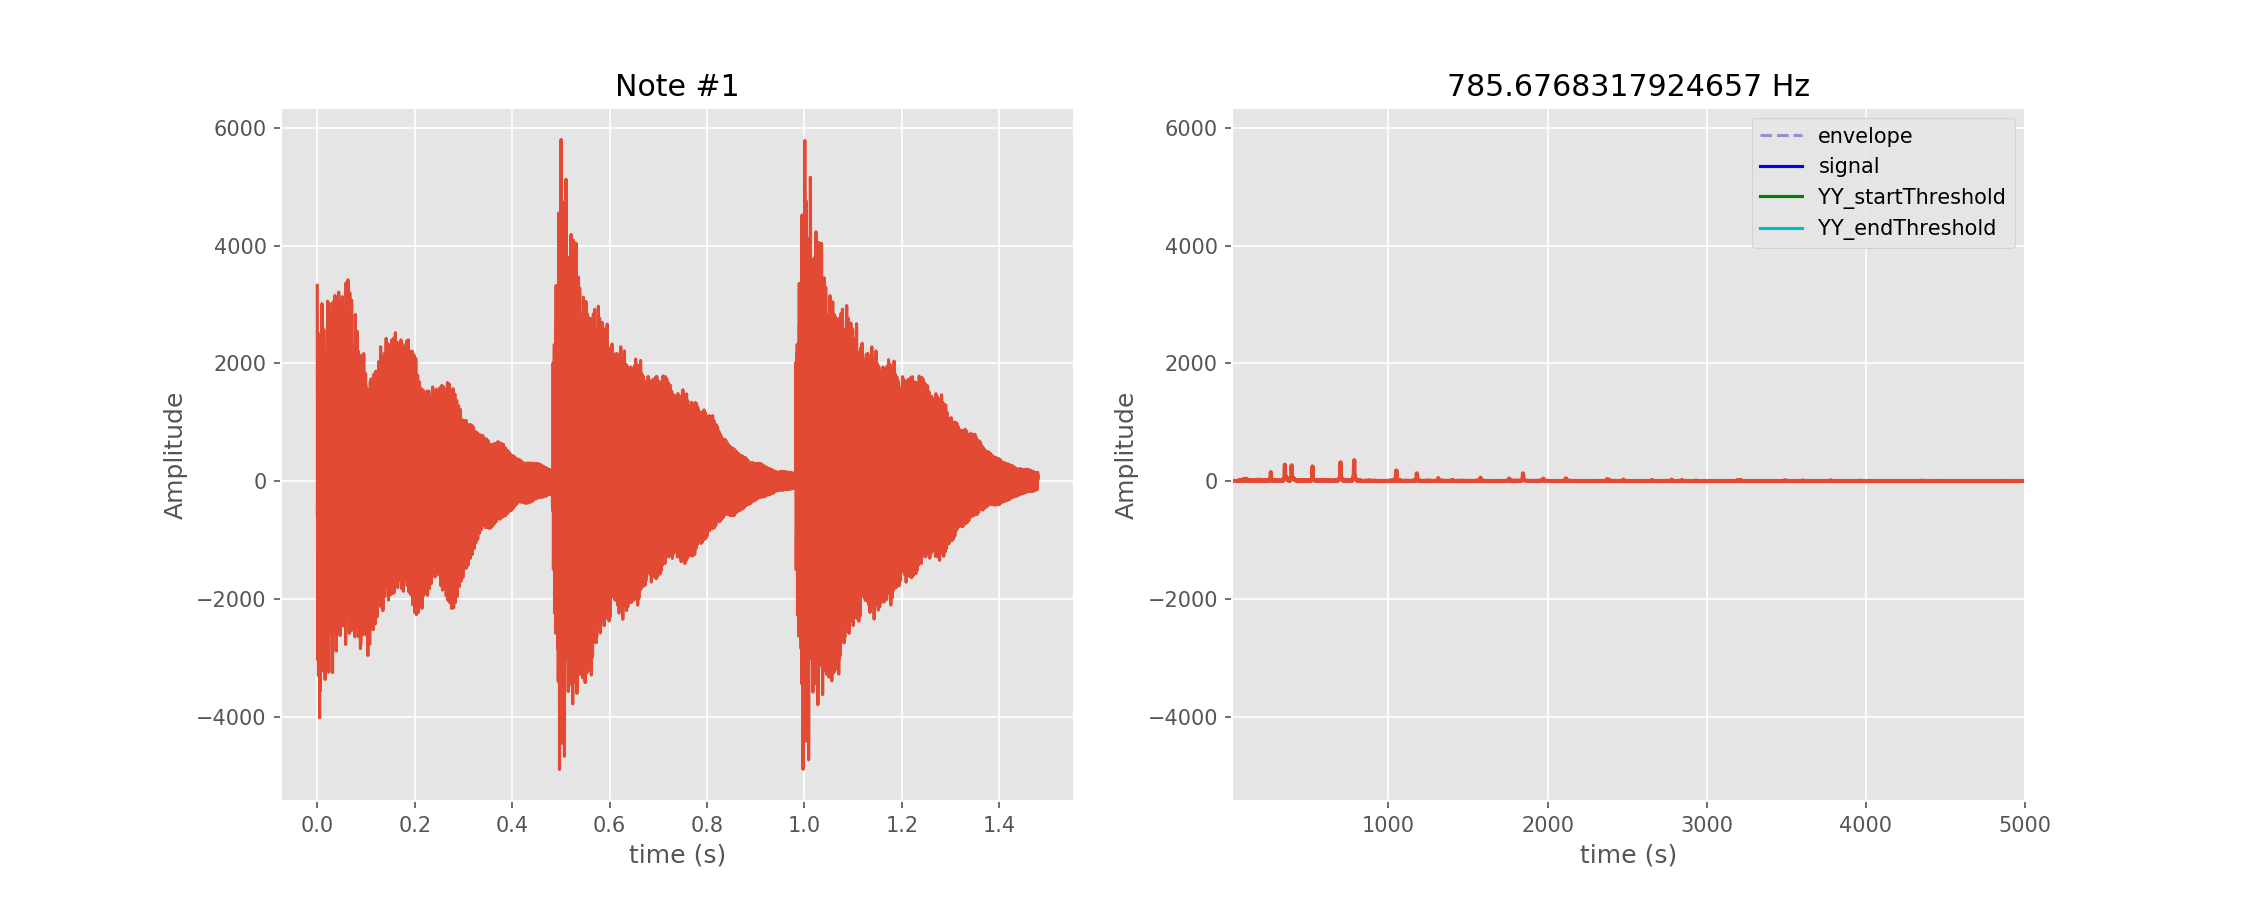 Note #1
6000
4000
2000
0
−2000
−4000
Amplitude
0.0 0.2 0.4 0.6 0.8 1.0 1.2 1.4
time (s)
785.6768317924657 Hz
6000
4000
2000
0
−2000
−4000
Amplitude
envelope
signal
YY_startThreshold
YY_endThreshold
1000 2000 3000 4000 5000
time (s)